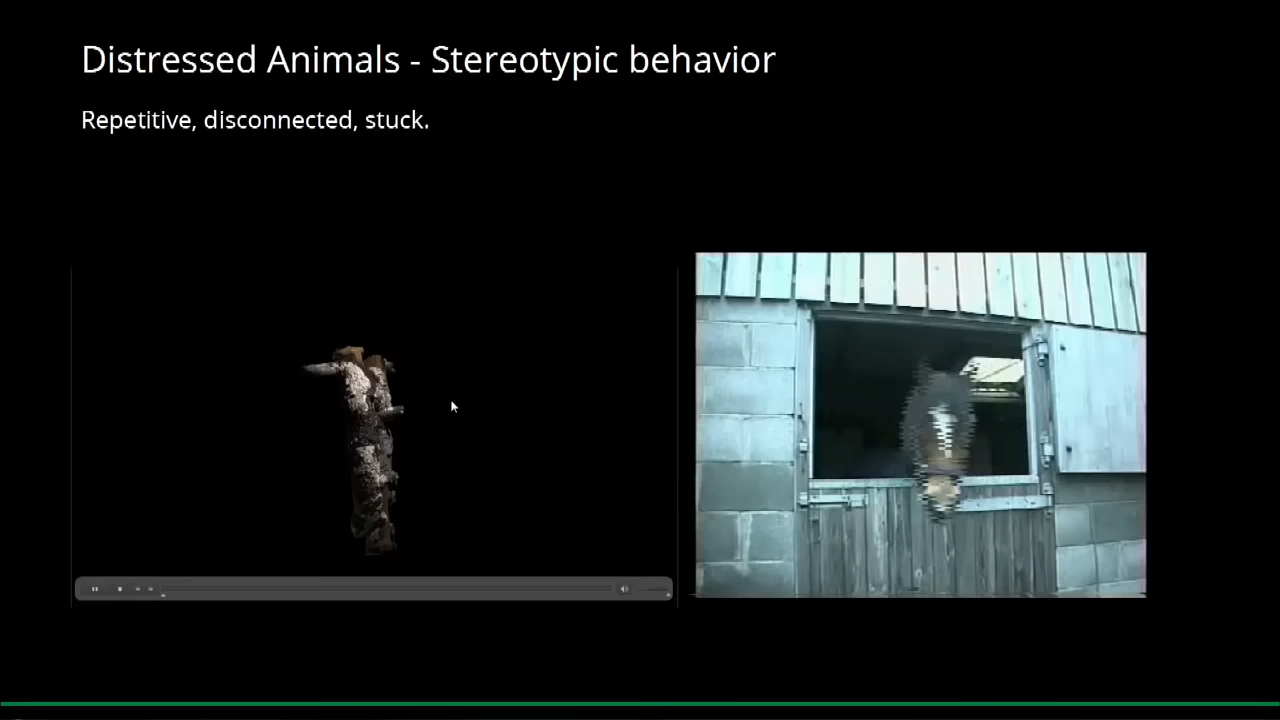 Distressed Animals - Stereotypic behavior
Repetitive, disconnected, stuck.